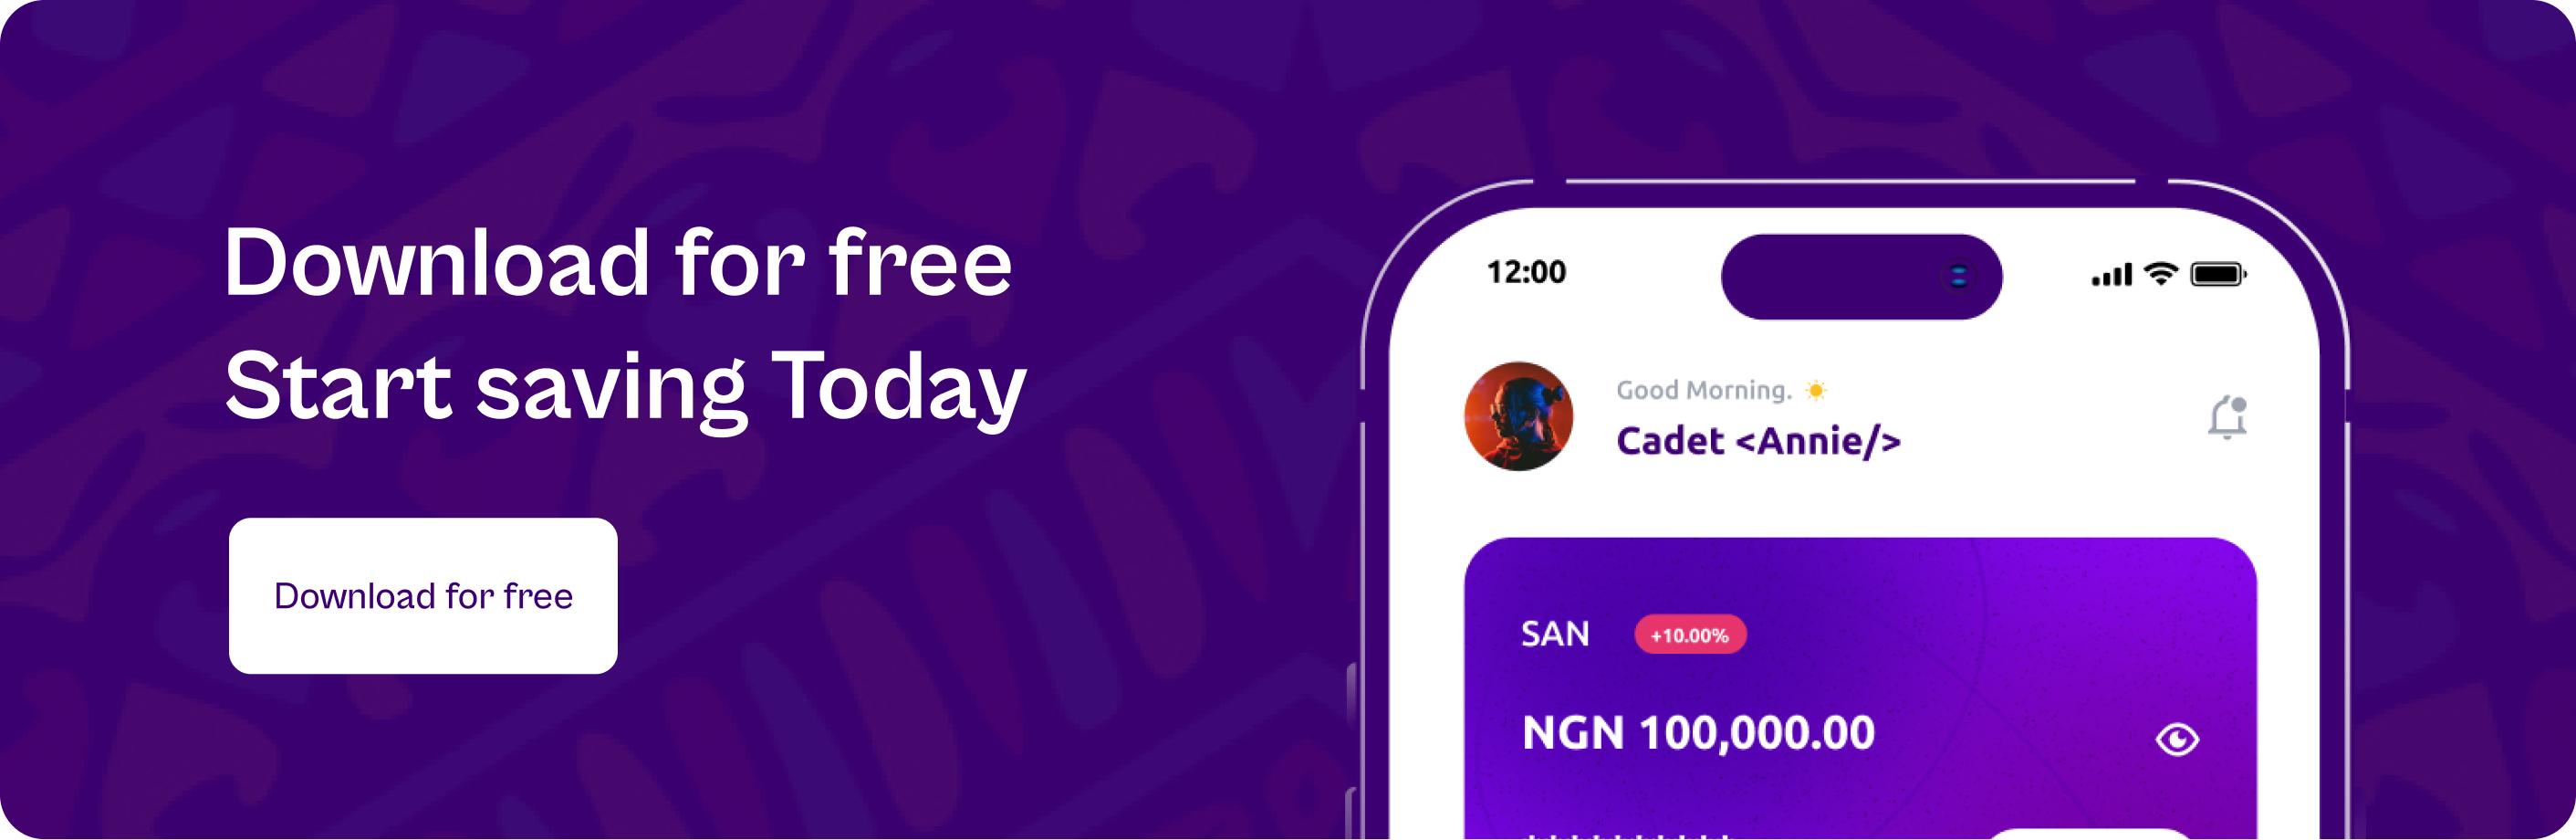 Download for free
Start saving Today
Download for free
12:00
Good Morning.
Cadet <Annie/>
SAN +10.00%
NGN 100,000.00